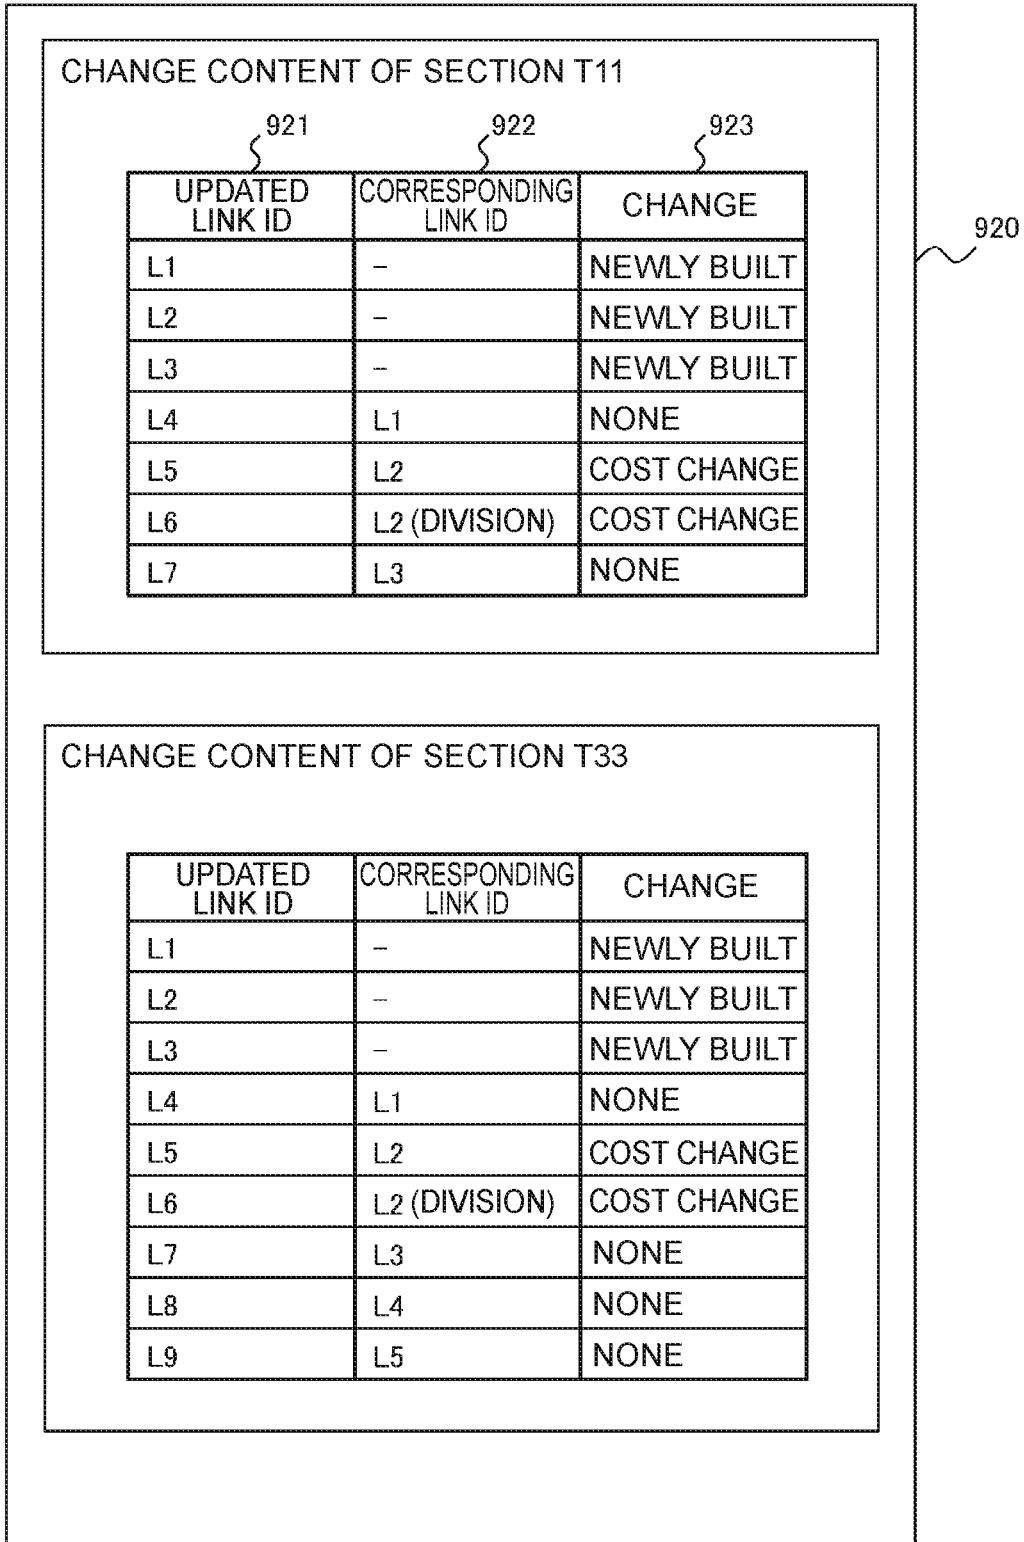 CHANGE CONTENT OF SECTION T11
921 922 923
UPDATED LINK ID CORRESPONDING LINK ID CHANGE
920
L1 – NEWLY BUILT
L2 – NEWLY BUILT
L3 – NEWLY BUILT
L4 L1 NONE
L5 L2 COST CHANGE
L6 L2 (DIVISION) COST CHANGE
L7 L3 NONE
CHANGE CONTENT OF SECTION T33
UPDATED LINK ID CORRESPONDING LINK ID CHANGE
L1 – NEWLY BUILT
L2 – NEWLY BUILT
L3 – NEWLY BUILT
L4 L1 NONE
L5 L2 COST CHANGE
L6 L2 (DIVISION) COST CHANGE
L7 L3 NONE
L8 L4 NONE
L9 L5 NONE